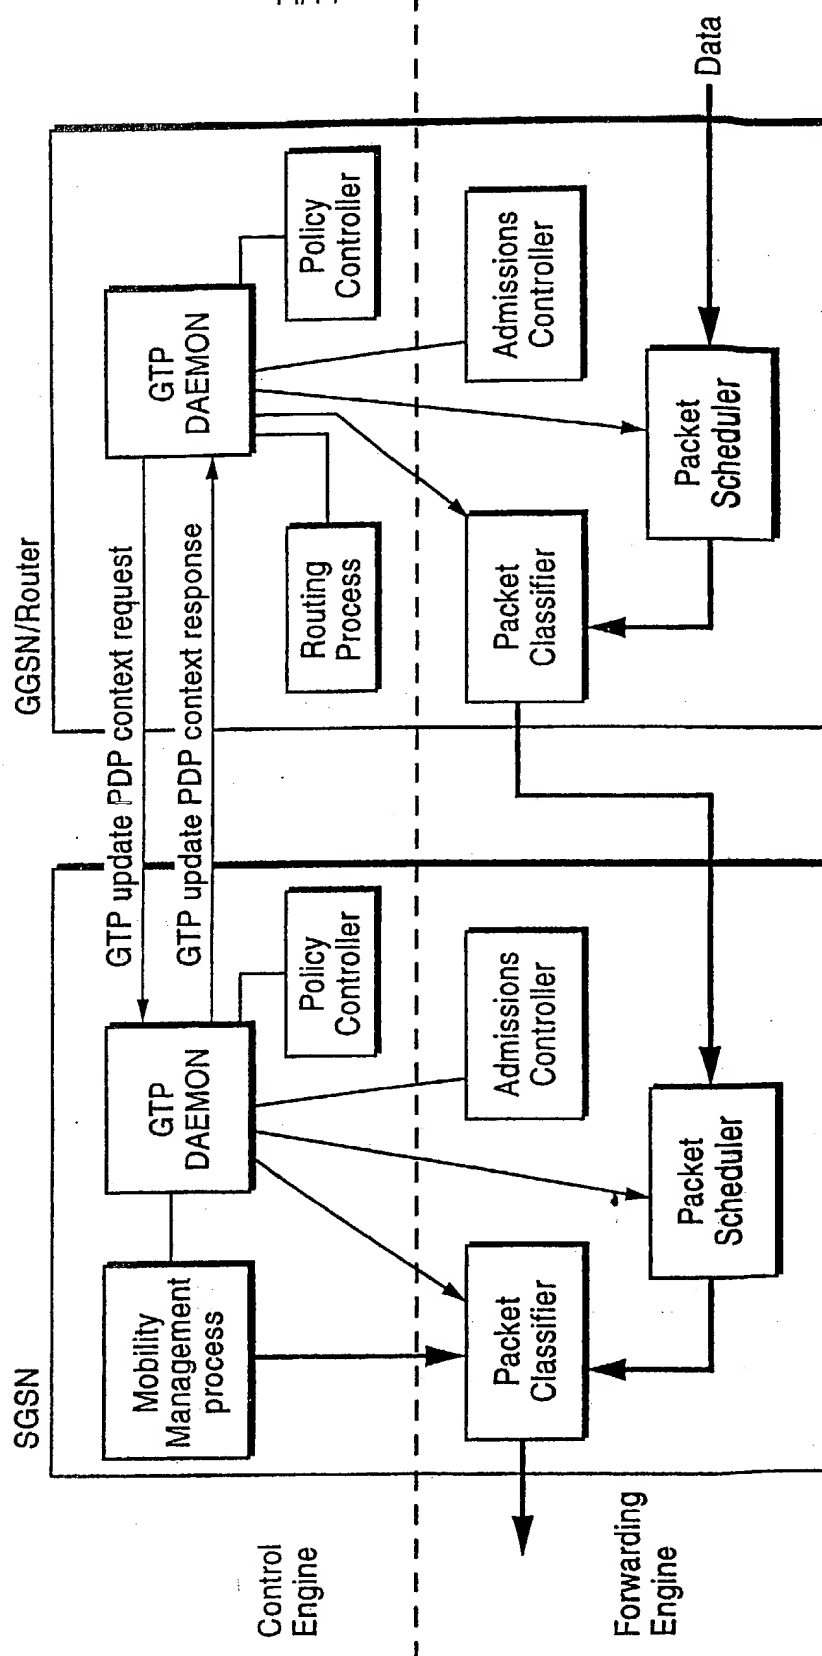 SGSN
GGSN/Router
Control
Engine
Mobility
Management
process
GTP
DAEMON
GTP update PDP context request
GTP update PDP context response
GTP
DAEMON
Policy
Controller
Routing
Process
Policy
Controller
Forwarding
Engine
Packet
Classifier
Admissions
Controller
Packet
Classifier
Admissions
Controller
Packet
Scheduler
Packet
Scheduler
Data